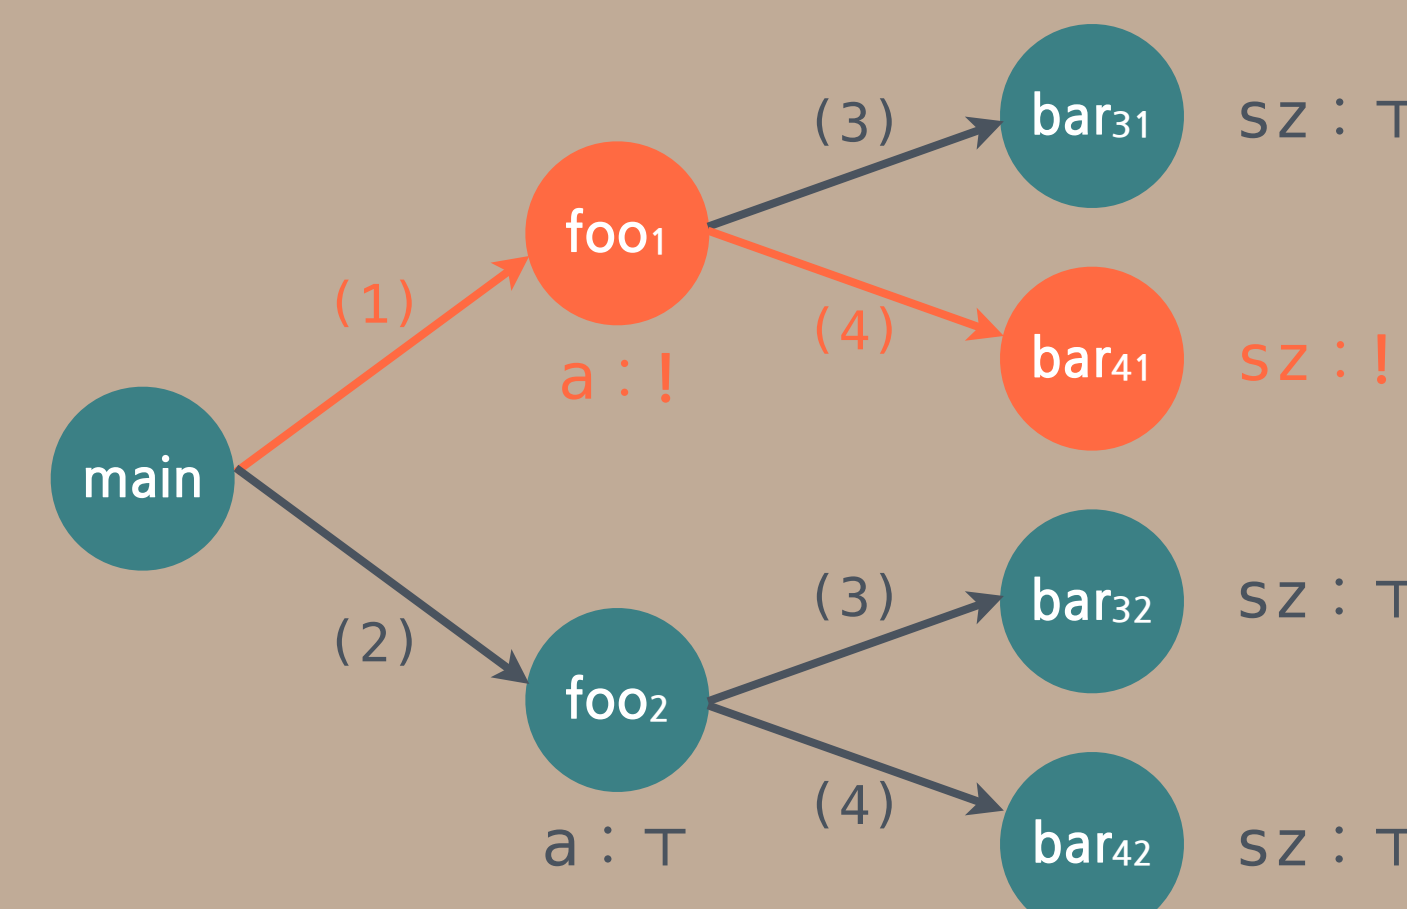 (3)
bar31
sz:⊤
foo1
(1)
(4)
a:!
bar41
sz:!
main
(2)
(3)
bar32
sz:⊤
foo2
(4)
a:⊤
bar42
sz:⊤